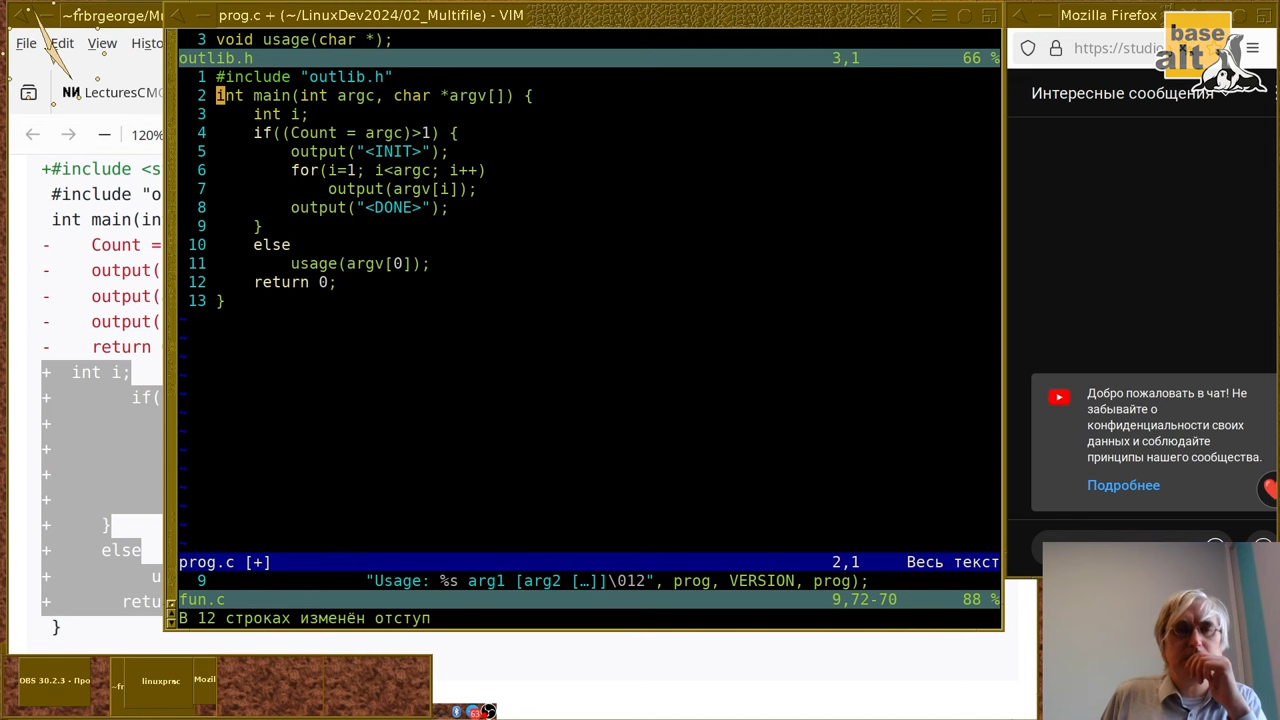 ~frbrgeorge/Mr
prog.c + (~/LinuxDev2024/02_Multifile) - VIM
Mozilla Firefox
File Edit View Histo
LecturesCMC
120%
+#include <s
#include "o
int main(in
- Count =
- output(
- output(
- output(
- return
+ int i;
+ if(
+
+
+
+
+ }
+ else
+ u
+ retu
}
3 void usage(char *);
outlib.h 3,1 66 %
1 #include "outlib.h"
2 int main(int argc, char *argv[]) {
3 int i;
4 if((Count = argc)>1) {
5 output("<INIT>");
6 for(i=1; i<argc; i++)
7 output(argv[i]);
8 output("<DONE>");
9 }
10 else
11 usage(argv[0]);
12 return 0;
13 }
~
~
~
~
~
~
~
~
~
~
~
~
~
prog.c [+] 2,1 Весь текст
9 "Usage: %s arg1 [arg2 […]]\012", prog, VERSION, prog);
fun.c 9,72-70 88 %
В 12 строках изменён отступ
https://studio
base
alt
Интересные сообщения
Добро пожаловать в чат! Не
забывайте о
конфиденциальности своих
данных и соблюдайте
принципы нашего сообщества.
Подробнее
OBS 30.2.3 - Про
~fr
linuxprac
Mozil
63